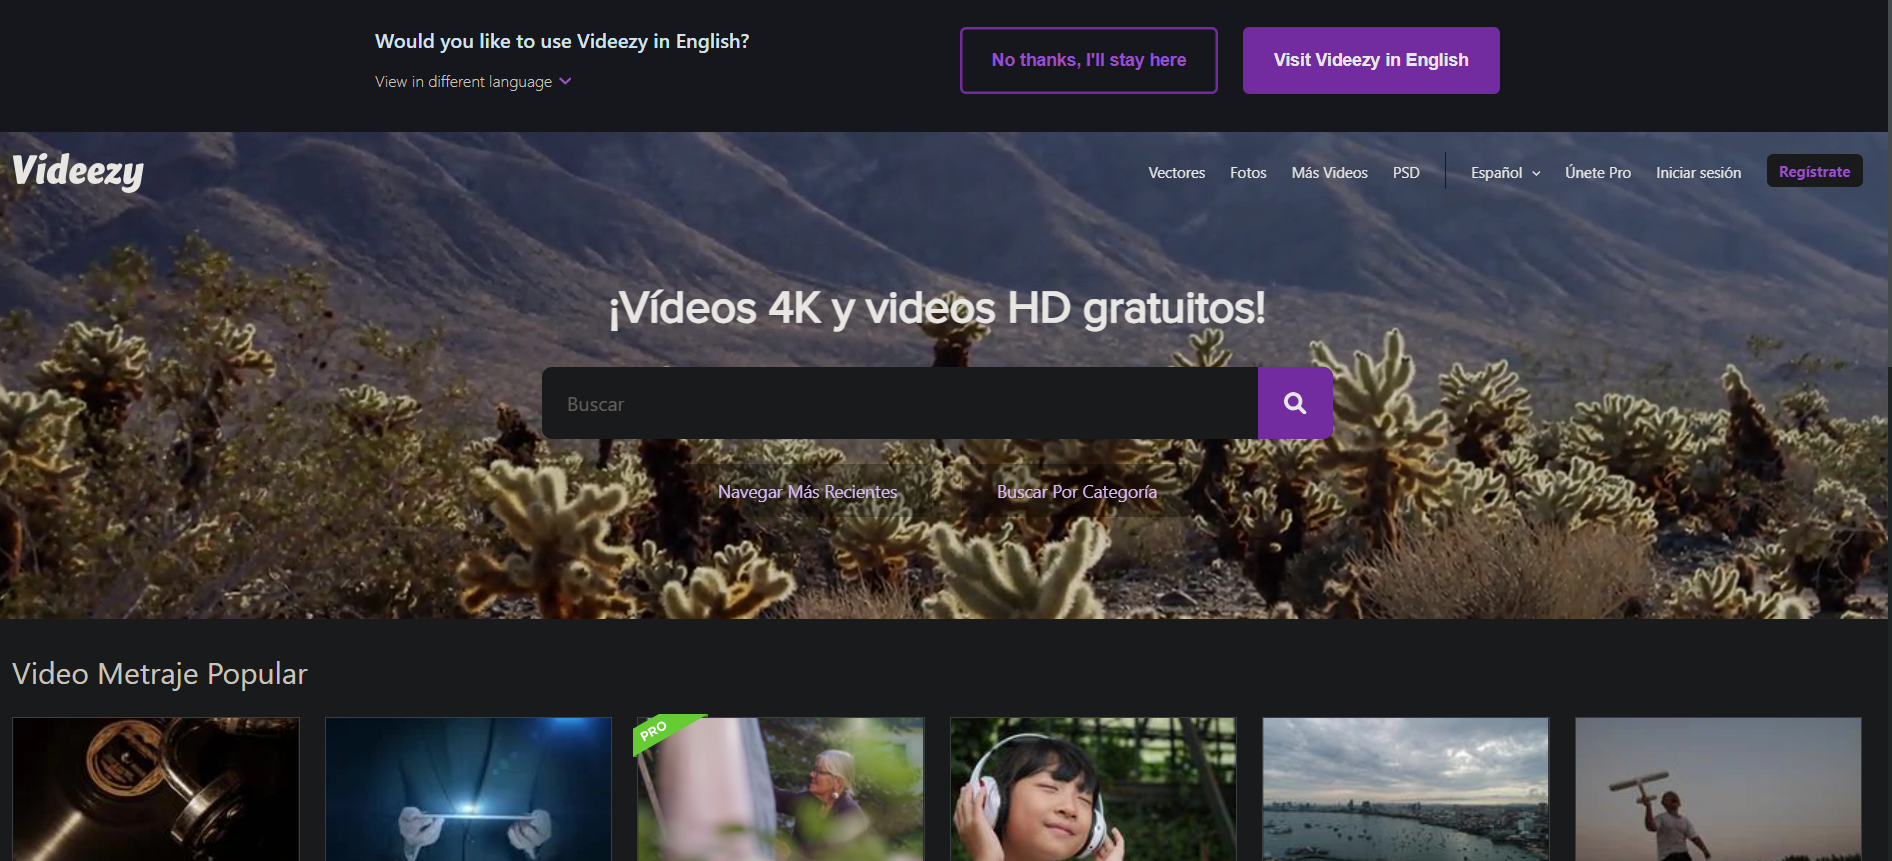 Would you like to use Videezy in English?
View in different language
No thanks, I'll stay here
Visit Videezy in English
Videezy
Vectores
Fotos
Más Videos
PSD
Español
Únete Pro
Iniciar sesión
Regístrate
¡Vídeos 4K y videos HD gratuitos!
Buscar
Navegar Más Recientes
Buscar Por Categoría
Video Metraje Popular
PRO